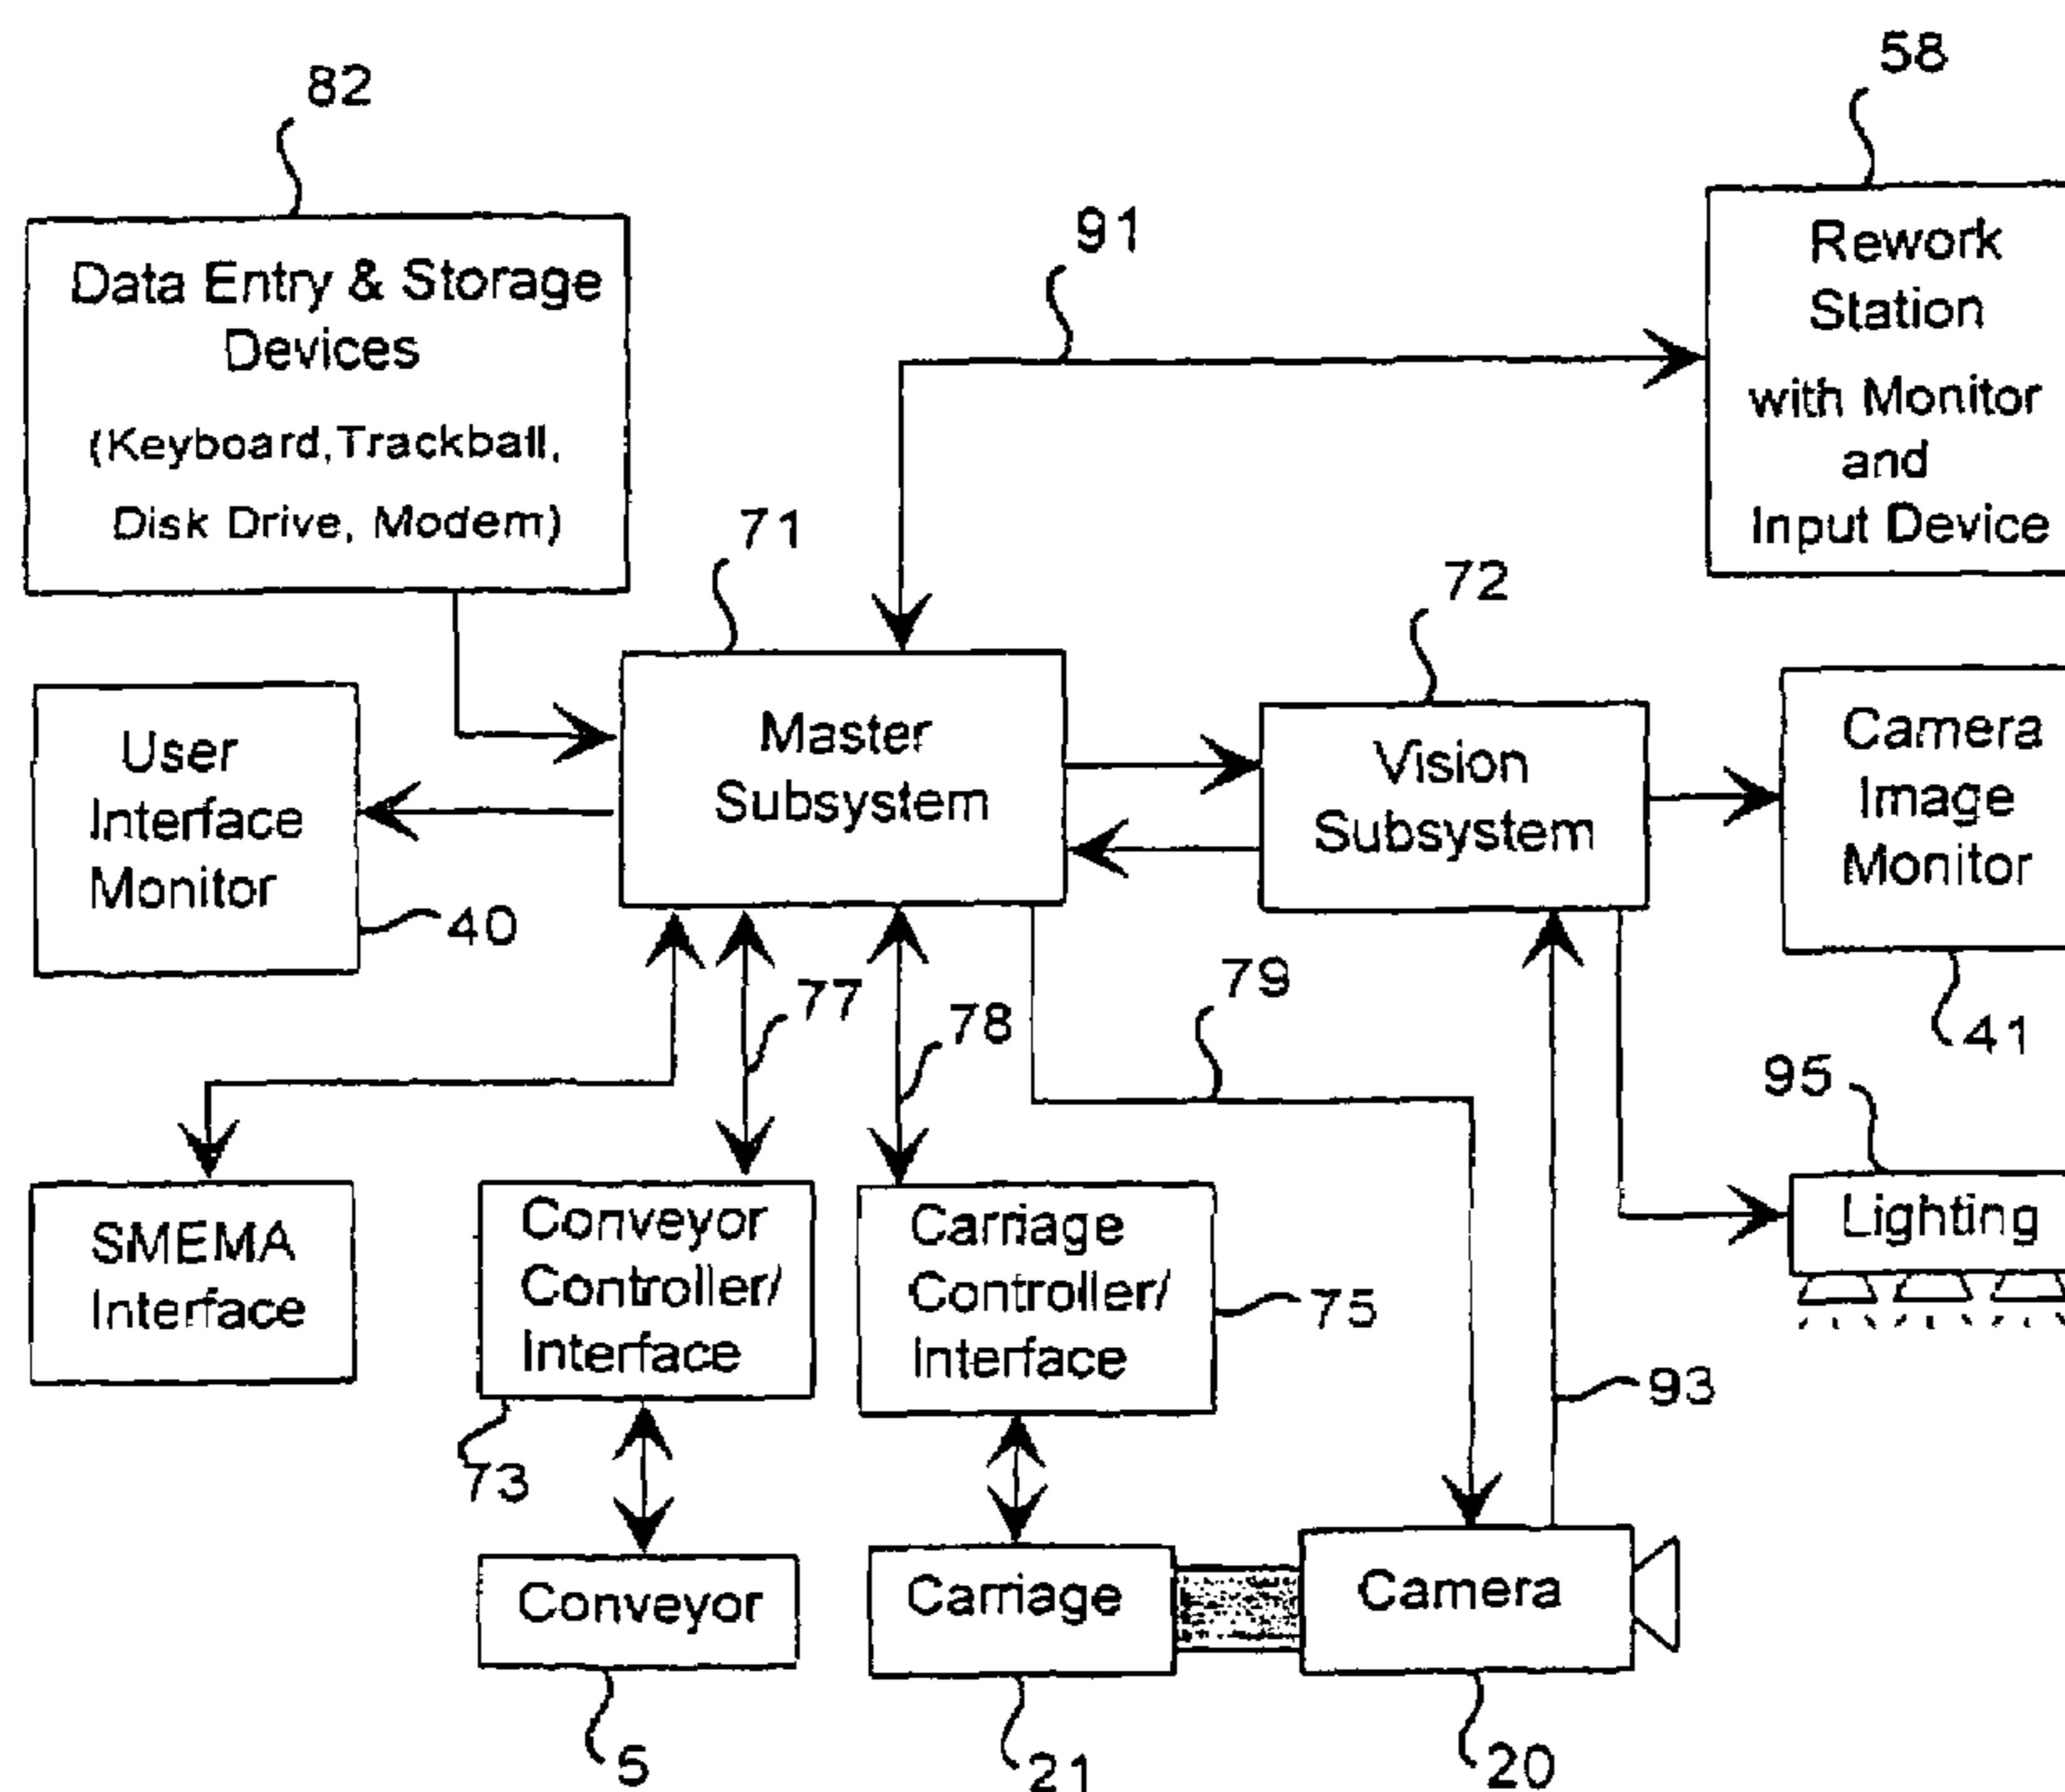 82
58
91
Data Entry & Storage
Devices
(Keyboard,Trackball,
Disk Drive, Modem)
Rework
Station
with Monitor
and
Input Device
71
72
User
Interface
Monitor
40
Master
Subsystem
Vision
Subsystem
Camera
Image
Monitor
41
77
78
79
95
SMEMA
Interface
Conveyor
Controller/
Interface
73
Carriage
Controller/
Interface
75
Lighting
93
Conveyor
Carriage
Camera
5
21
20